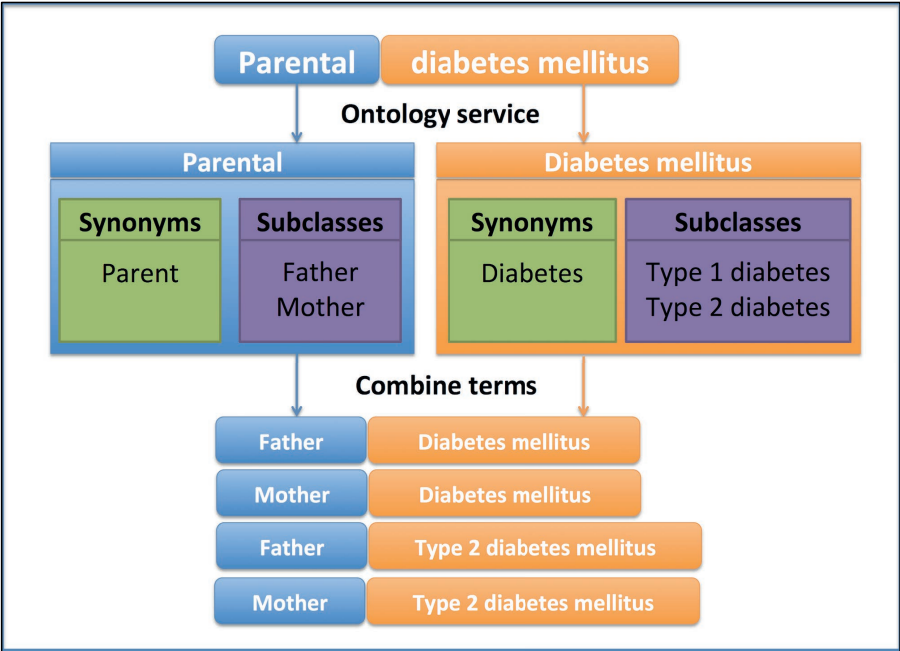 Parental diabetes mellitus
Ontology service
Parental
Diabetes mellitus
Synonyms
Parent
Subclasses
Father
Mother
Synonyms
Diabetes
Subclasses
Type 1 diabetes
Type 2 diabetes
Combine terms
Father Diabetes mellitus
Mother Diabetes mellitus
Father Type 2 diabetes mellitus
Mother Type 2 diabetes mellitus